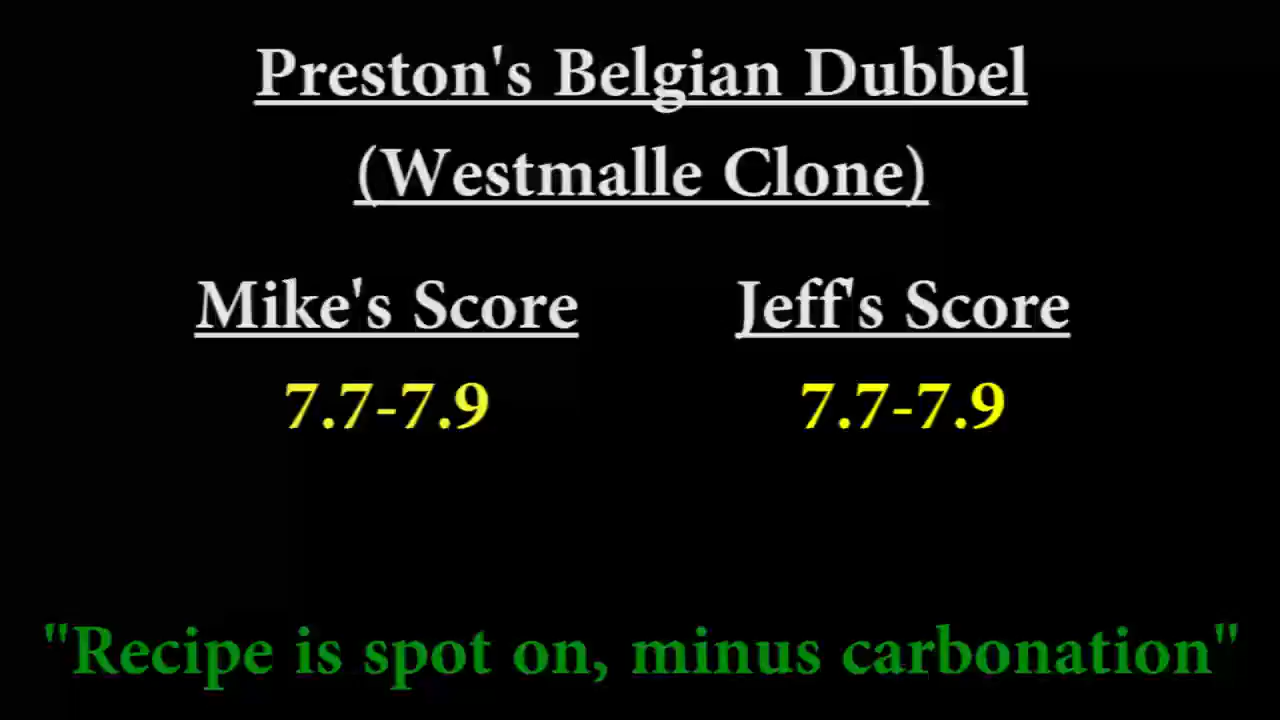 Preston's Belgian Dubbel
(Westmalle Clone)
Mike's Score Jeff's Score
7.7-7.9 7.7-7.9
"Recipe is spot on, minus carbonation"